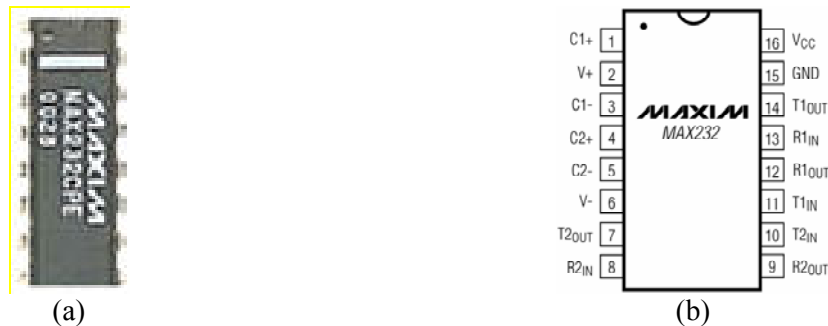 MAXIM
MAX232CPE
C1+ 1
V+ 2
C1- 3
C2+ 4
C2- 5
V- 6
T2OUT 7
R2IN 8
MAXIM
MAX232
16 VCC
15 GND
14 T1OUT
13 R1IN
12 R1OUT
11 T1IN
10 T2IN
9 R2OUT
(a)
(b)